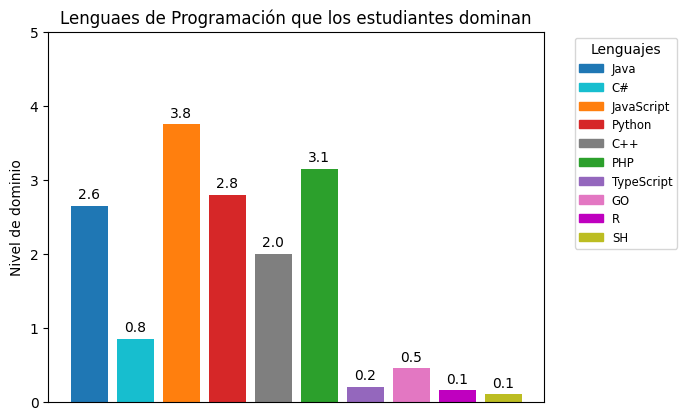 Lenguaes de Programación que los estudiantes dominan
Nivel de dominio
5
4
3
2
1
0
2.6
0.8
3.8
2.8
2.0
3.1
0.2
0.5
0.1
0.1
Lenguajes
Java
C#
JavaScript
Python
C++
PHP
TypeScript
GO
R
SH